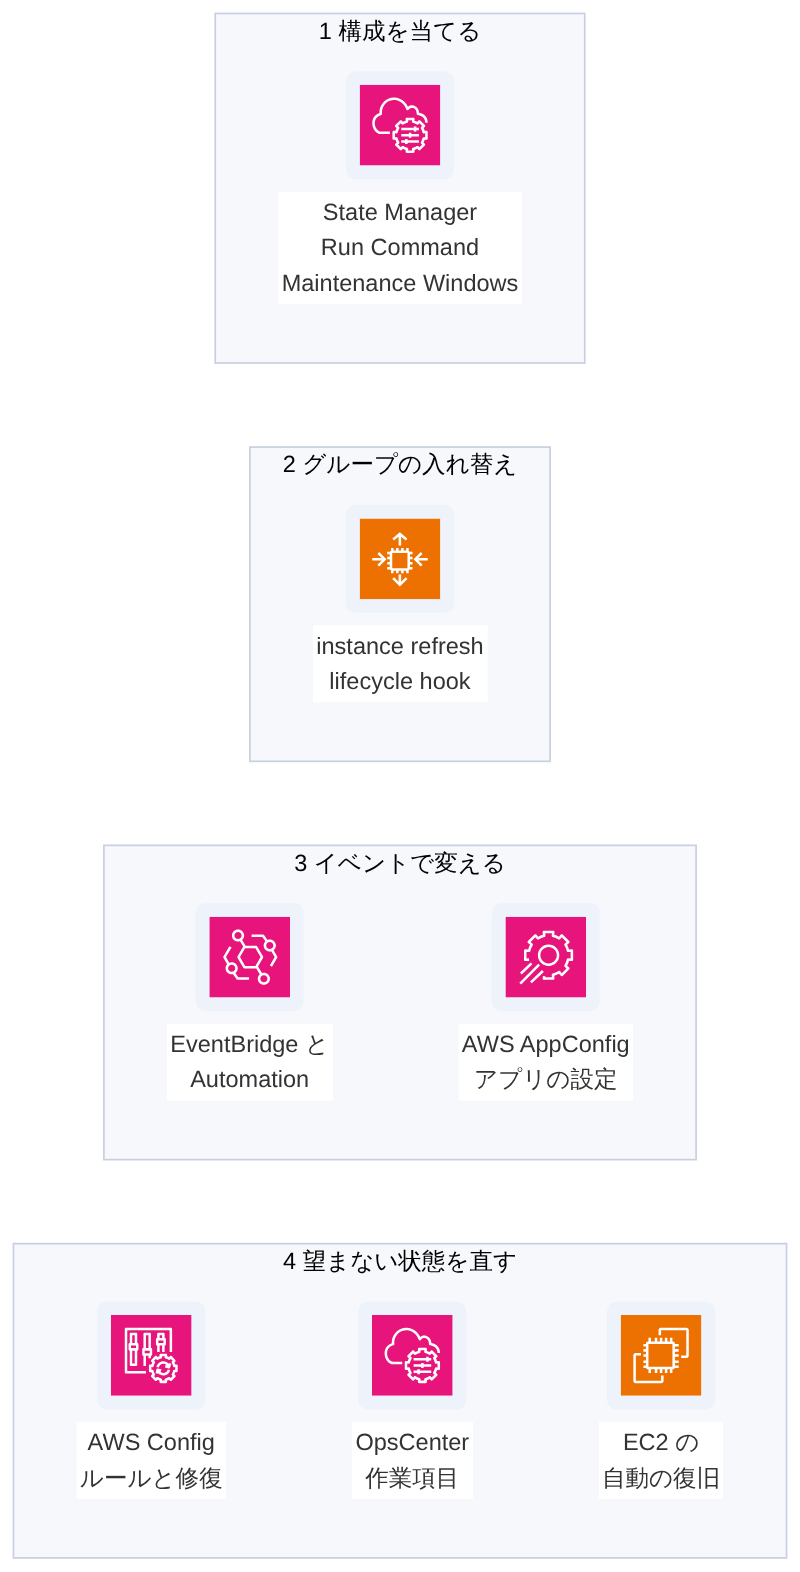 1 構成を当てる
State Manager
Run Command
Maintenance Windows
2 グループの入れ替え
instance refresh
lifecycle hook
3 イベントで変える
EventBridge と
Automation
AWS AppConfig
アプリの設定
4 望まない状態を直す
AWS Config
ルールと修復
OpsCenter
作業項目
EC2 の
自動の復旧